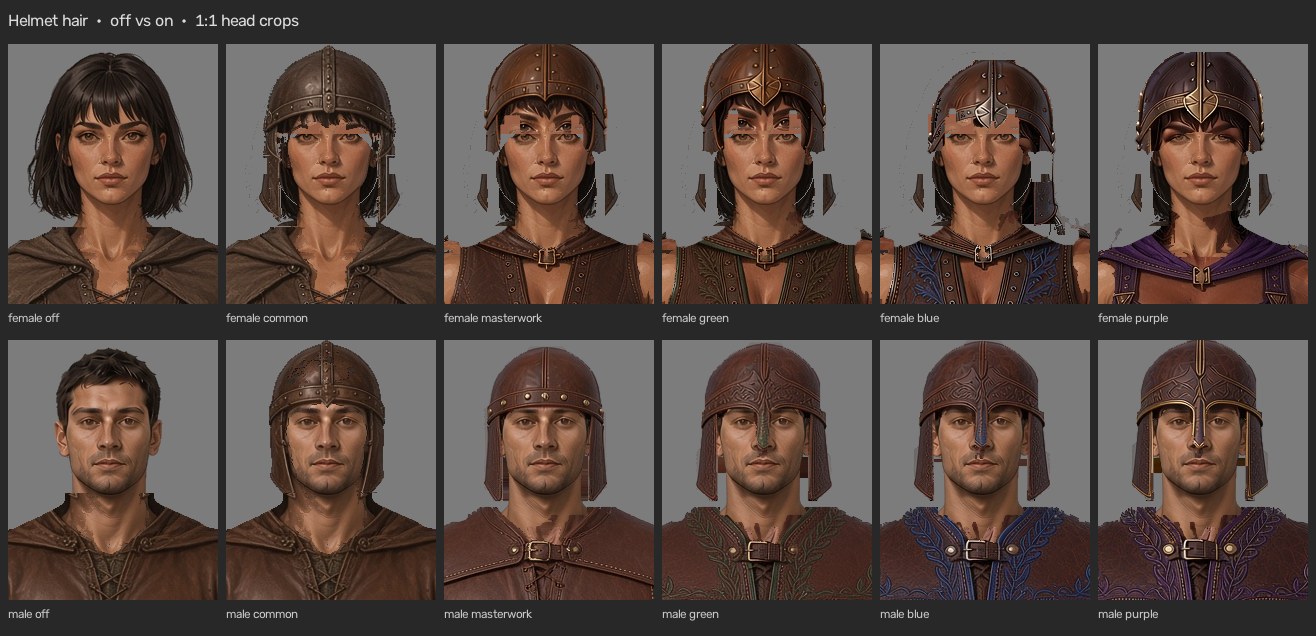 Helmet hair • off vs on • 1:1 head crops
female off
female common
female masterwork
female green
female blue
female purple
male off
male common
male masterwork
male green
male blue
male purple